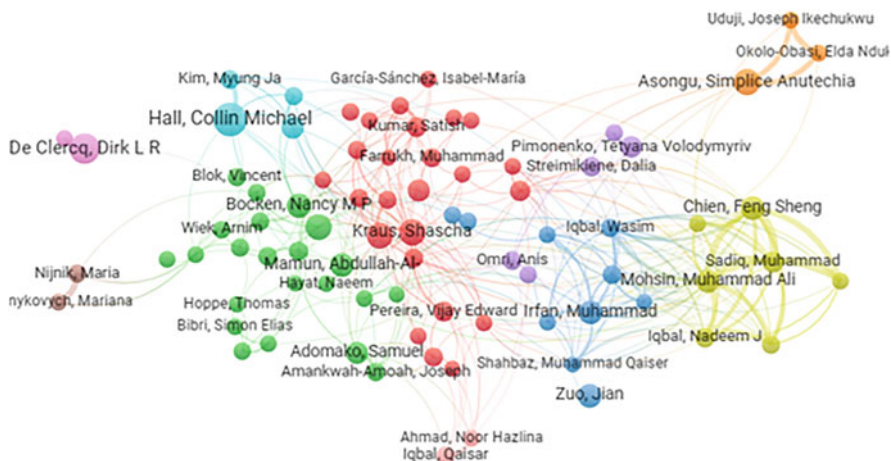 Uduji, Joseph Ikechukwu
Okolo-Obasi, Elda Nduk
Kim, Myung Ja
García-Sánchez, Isabel-María
Asongu, Simplice Anutechia
Hall, Collin Michael
Kumar, Satish
De Clercq, Dirk L R
Farrukh, Muhammad
Pimonenko, Tetyana Volodymyriv
Streimikiene, Dalia
Blok, Vincent
Bocken, Nancy M P
Chien, Feng Sheng
Wiek, Arnim
Kraus, Shascha
Iqbal, Wasim
Nijnik, Maria
Mamun, Abdullah-Al-
Omri, Anis
Sadiq, Muhammad
Mohsin, Muhammad Ali
Hayat, Naeem
nykovych, Mariana
Hoppe, Thomas
Pereira, Vijay Edward
Irfan, Muhammad
Bibri, Simon Elias
Iqbal, Nadeem J
Adomako, Samuel
Shahbaz, Muhammad Qaiser
Amankwah-Amoah, Joseph
Zuo, Jian
Ahmad, Noor Hazlina
Iqbal, Qaisar